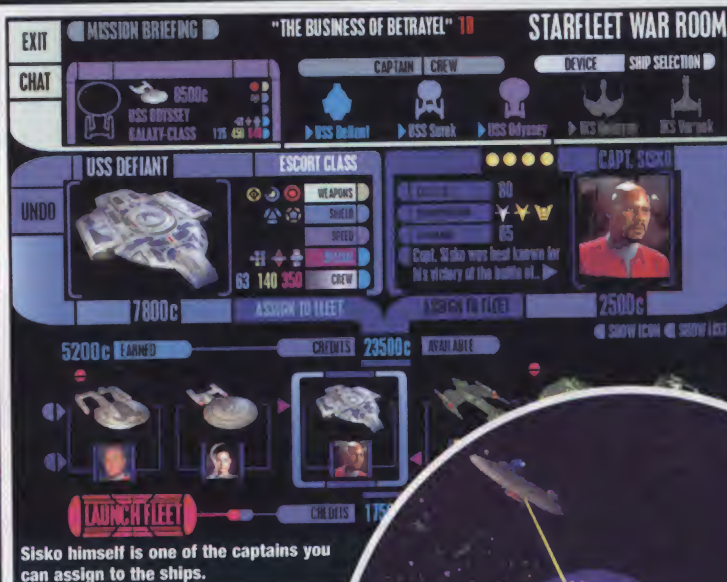 EXIT
MISSION BRIEFING
"THE BUSINESS OF BETRAYEL"
STARFLEET WAR ROOM
CHAT
CAPTAIN CREW
DEVICE SHIP SELECTION
8500c
USS ODYSSEY
GALAXY-CLASS
USS Defiant
USS Surek
USS Odyssey
USS DEFIANT
ESCORT CLASS
CAPT. SISKO
UNDO
WEAPONS
SHIELD
SPEED
CREW
63 140 350
80
85
Capt. Sisko was best known for
his victory at the battle of..
7800c
ASSIGN TO FLEET
ASSIGN TO FLEET
2500c
SHOW ICON
5200c EARNED
CREDITS 23500c AVAILABLE
LAUNCH FLEET
CREDITS
Sisko himself is one of the captains you
can assign to the ships.